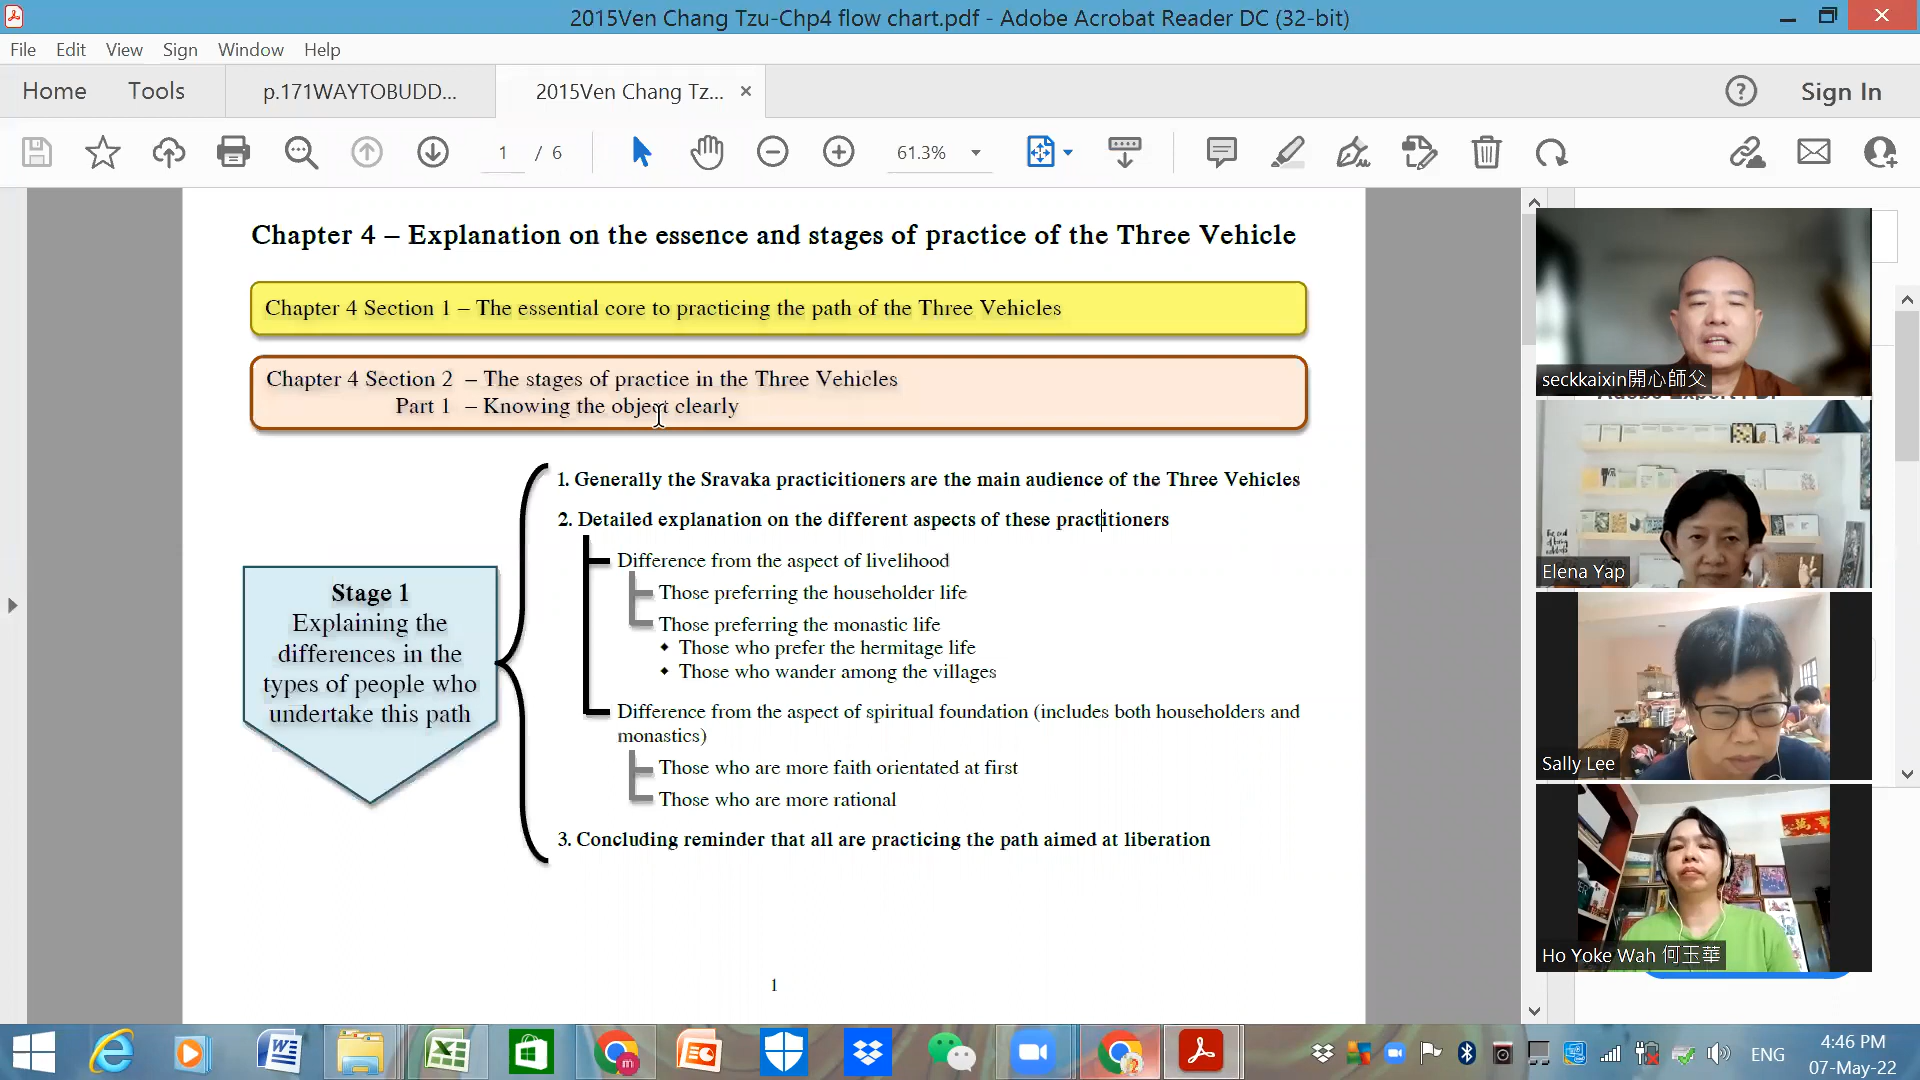 2015Ven Chang Tzu-Chp4 flow chart.pdf - Adobe Acrobat Reader DC (32-bit)
File Edit View Sign Window Help
Home Tools p.171WAYTOBUDD... 2015Ven Chang Tz... × Sign In
1 / 6 61.3%
Chapter 4 – Explanation on the essence and stages of practice of the Three Vehicle
Chapter 4 Section 1 – The essential core to practicing the path of the Three Vehicles
Chapter 4 Section 2 – The stages of practice in the Three Vehicles
Part 1 – Knowing the object clearly
1. Generally the Sravaka practicitioners are the main audience of the Three Vehicles
2. Detailed explanation on the different aspects of these practitioners
Difference from the aspect of livelihood
Those preferring the householder life
Those preferring the monastic life
Those who prefer the hermitage life
Those who wander among the villages
Difference from the aspect of spiritual foundation (includes both householders and
monastics)
Those who are more faith orientated at first
Those who are more rational
3. Concluding reminder that all are practicing the path aimed at liberation
Stage 1
Explaining the
differences in the
types of people who
undertake this path
1
seckkaixin開心師父
Elena Yap
Sally Lee
Ho Yoke Wah 何玉華
ENG
4:46 PM
07-May-22